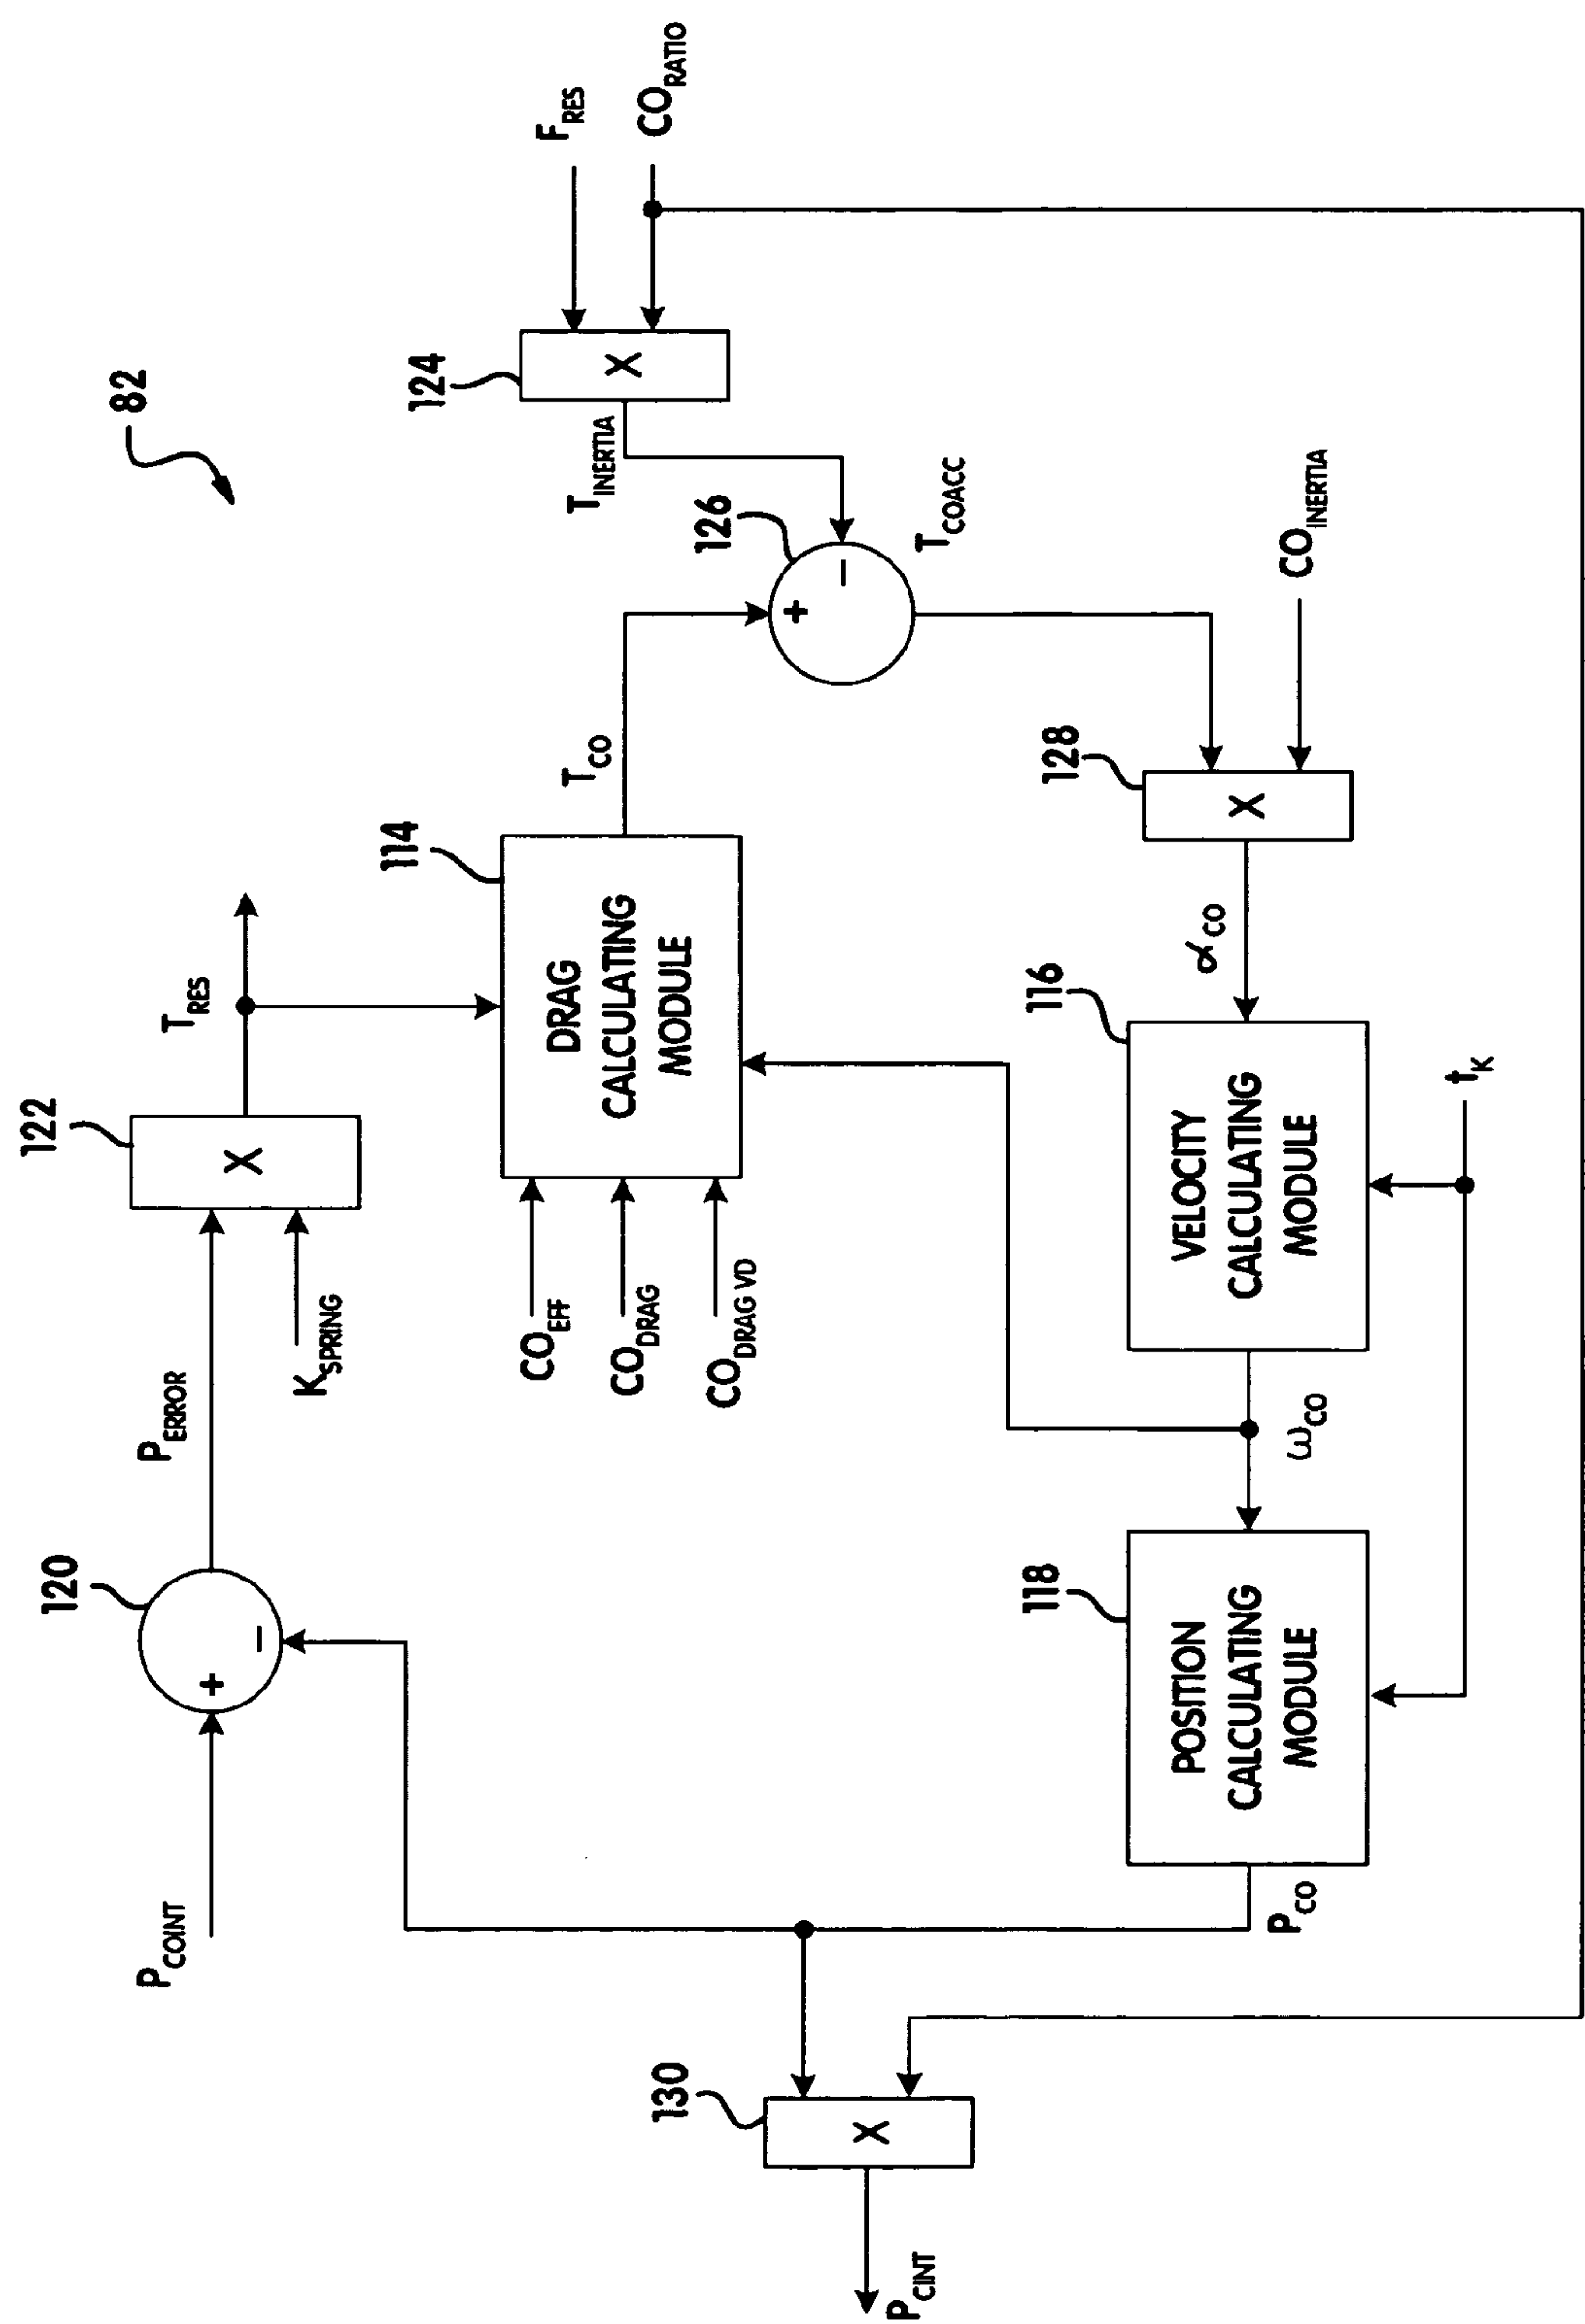 82
120
122
P_COINT
+
−
P_ERROR
K_SPRING
X
T_RES
114
DRAG
CALCULATING
MODULE
CO_EFF
CO_DRAG
CO_DRAG VD
T_CO
124
X
F_RES
CO_RATIO
T_INERTIA
126
+
−
T_COACC
130
X
P_CINT
118
POSITION
CALCULATING
MODULE
P_CO
ω_CO
116
VELOCITY
CALCULATING
MODULE
α_CO
128
X
CO_INERTIA
t_K